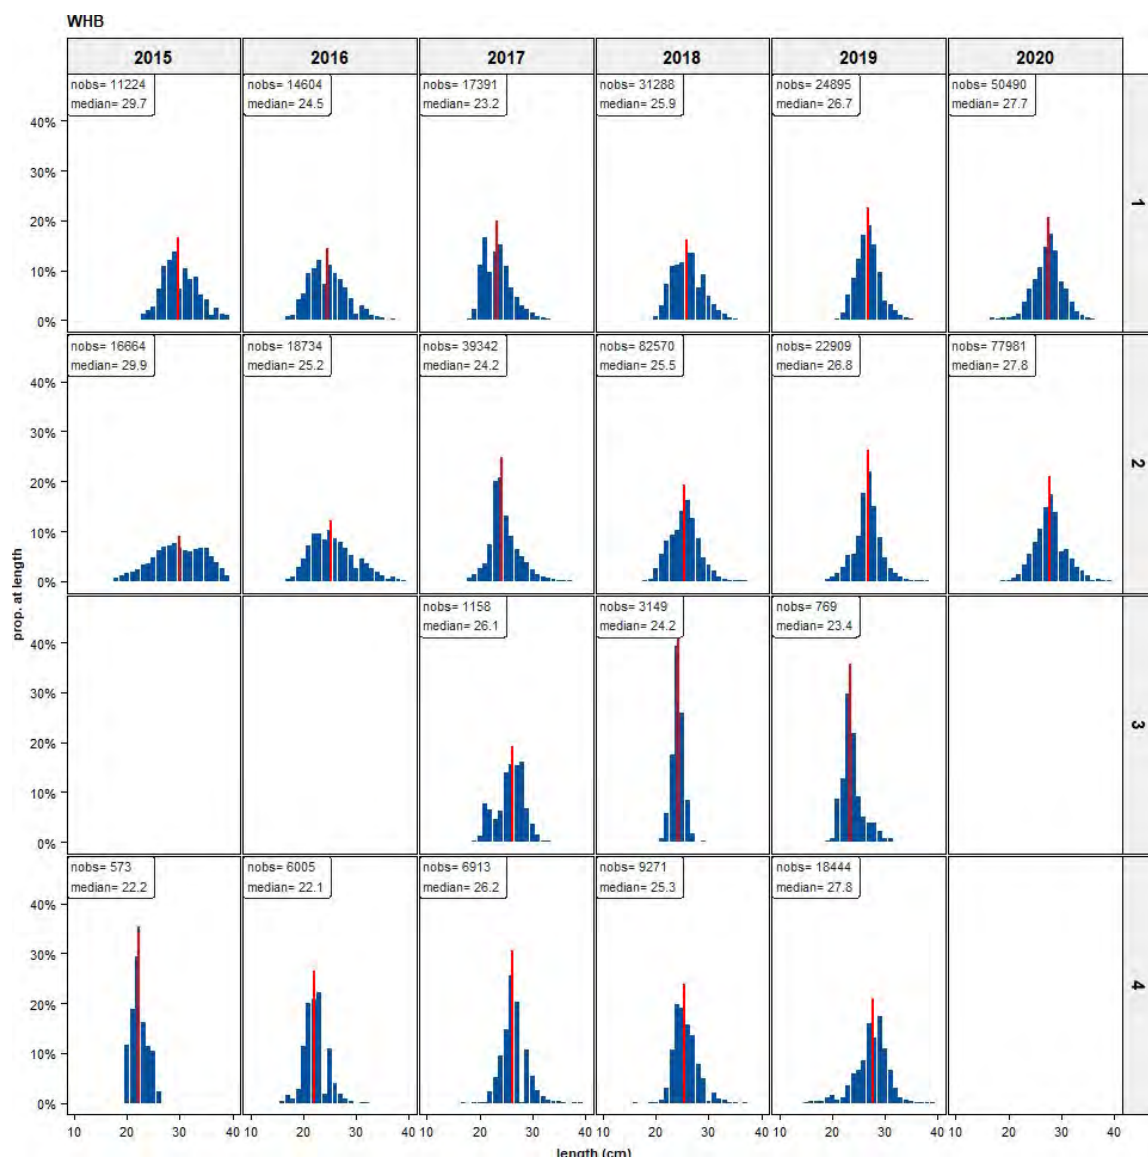 WHB
2015 2016 2017 2018 2019 2020
nobs= 11224 nobs= 14604 nobs= 17391 nobs= 31288 nobs= 24895 nobs= 50490
median= 29.7 median= 24.5 median= 23.2 median= 25.9 median= 26.7 median= 27.7
40%
30%
20%
10%
0%
1
nobs= 16664 nobs= 18734 nobs= 39342 nobs= 82570 nobs= 22909 nobs= 77981
median= 29.9 median= 25.2 median= 24.2 median= 25.5 median= 26.8 median= 27.8
40%
30%
20%
10%
0%
2
prop. at length
nobs= 1158 nobs= 3149 nobs= 769
median= 26.1 median= 24.2 median= 23.4
40%
30%
20%
10%
0%
3
nobs= 573 nobs= 6005 nobs= 6913 nobs= 9271 nobs= 18444
median= 22.2 median= 22.1 median= 26.2 median= 25.3 median= 27.8
40%
30%
20%
10%
0%
4
10 20 30 40 10 20 30 40 10 20 30 40 10 20 30 40 10 20 30 40 10 20 30 40
length (cm)